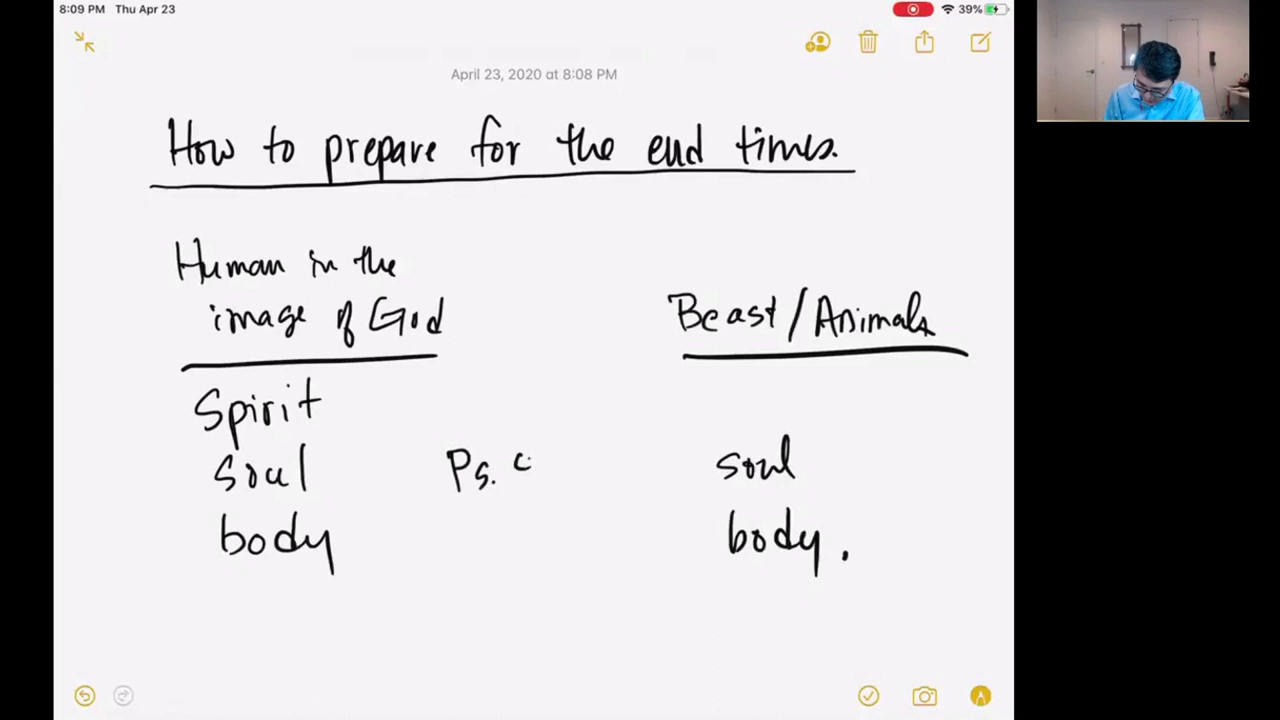 8:09 PM Thu Apr 23
39%
April 23, 2020 at 8:08 PM
How to prepare for the end times.
Human in the
image of God
Beast/Animals
Spirit
soul
Ps.
soul
body
body.